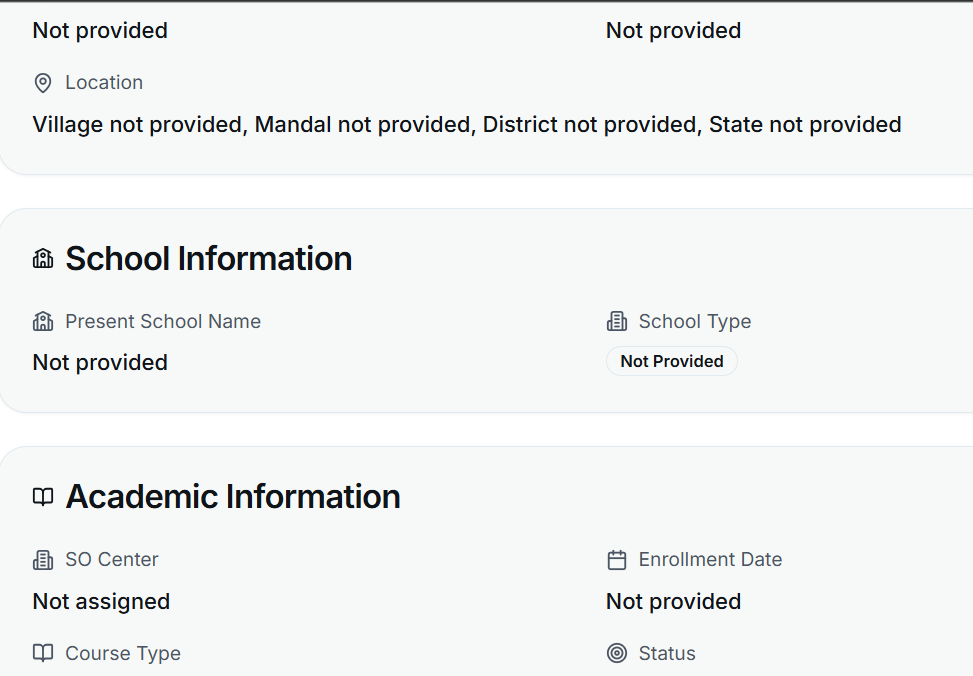 Not provided Not provided
Location
Village not provided, Mandal not provided, District not provided, State not provided
School Information
Present School Name School Type
Not provided Not Provided
Academic Information
SO Center Enrollment Date
Not assigned Not provided
Course Type Status